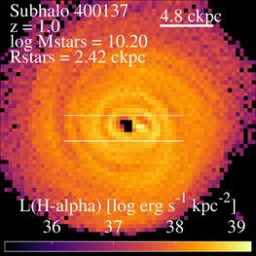 Subhalo 400137
4.8 ckpc
z = 1.0
log Mstars = 10.20
Rstars = 2.42 ckpc
L(H-alpha) [log erg s⁻¹ kpc⁻²]
36 37 38 39